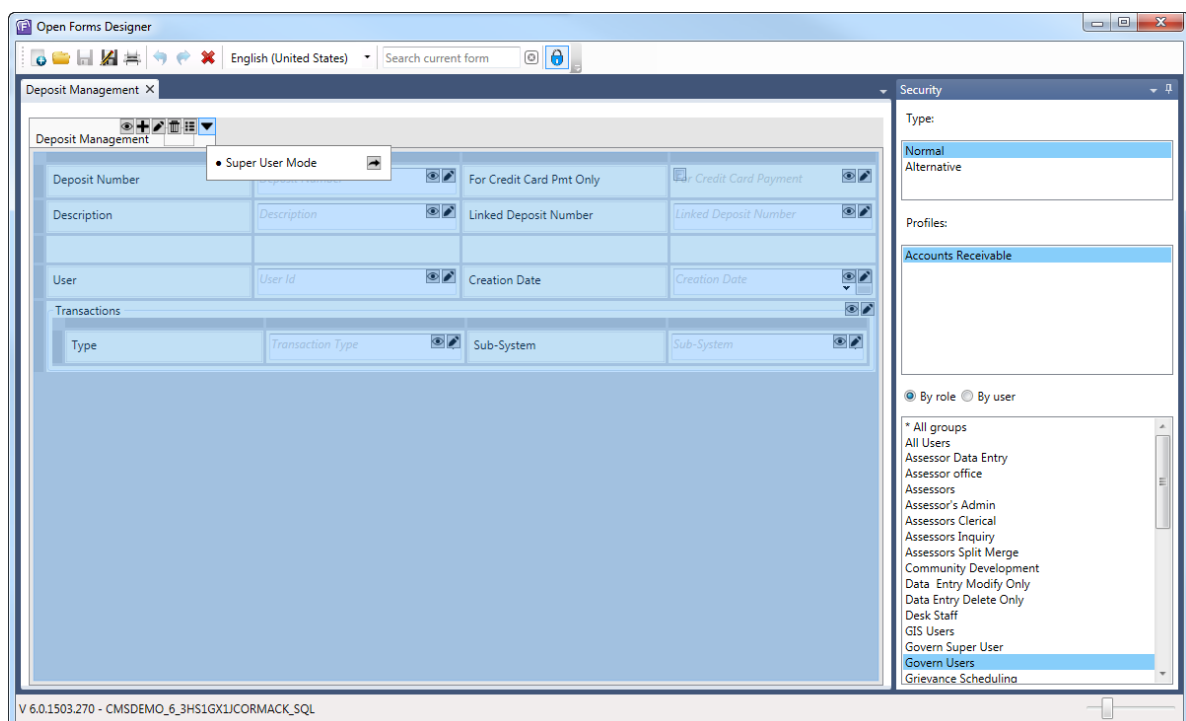 Open Forms Designer
English (United States)
Search current form
Deposit Management
Security
Type:
Normal
Alternative
Profiles:
Accounts Receivable
By role By user
* All groups
All Users
Assessor Data Entry
Assessor office
Assessors
Assessor's Admin
Assessors Clerical
Assessors Inquiry
Assessors Split Merge
Community Development
Data Entry Modify Only
Data Entry Delete Only
Desk Staff
GIS Users
Govern Super User
Govern Users
Grievance Scheduling
Deposit Management
• Super User Mode
Deposit Number For Credit Card Pmt Only For Credit Card Payment
Description Description Linked Deposit Number Linked Deposit Number
User User Id Creation Date Creation Date
Transactions
Type Transaction Type Sub-System Sub-System
V 6.0.1503.270 - CMSDEMO_6_3HS1GX1JCORMACK_SQL